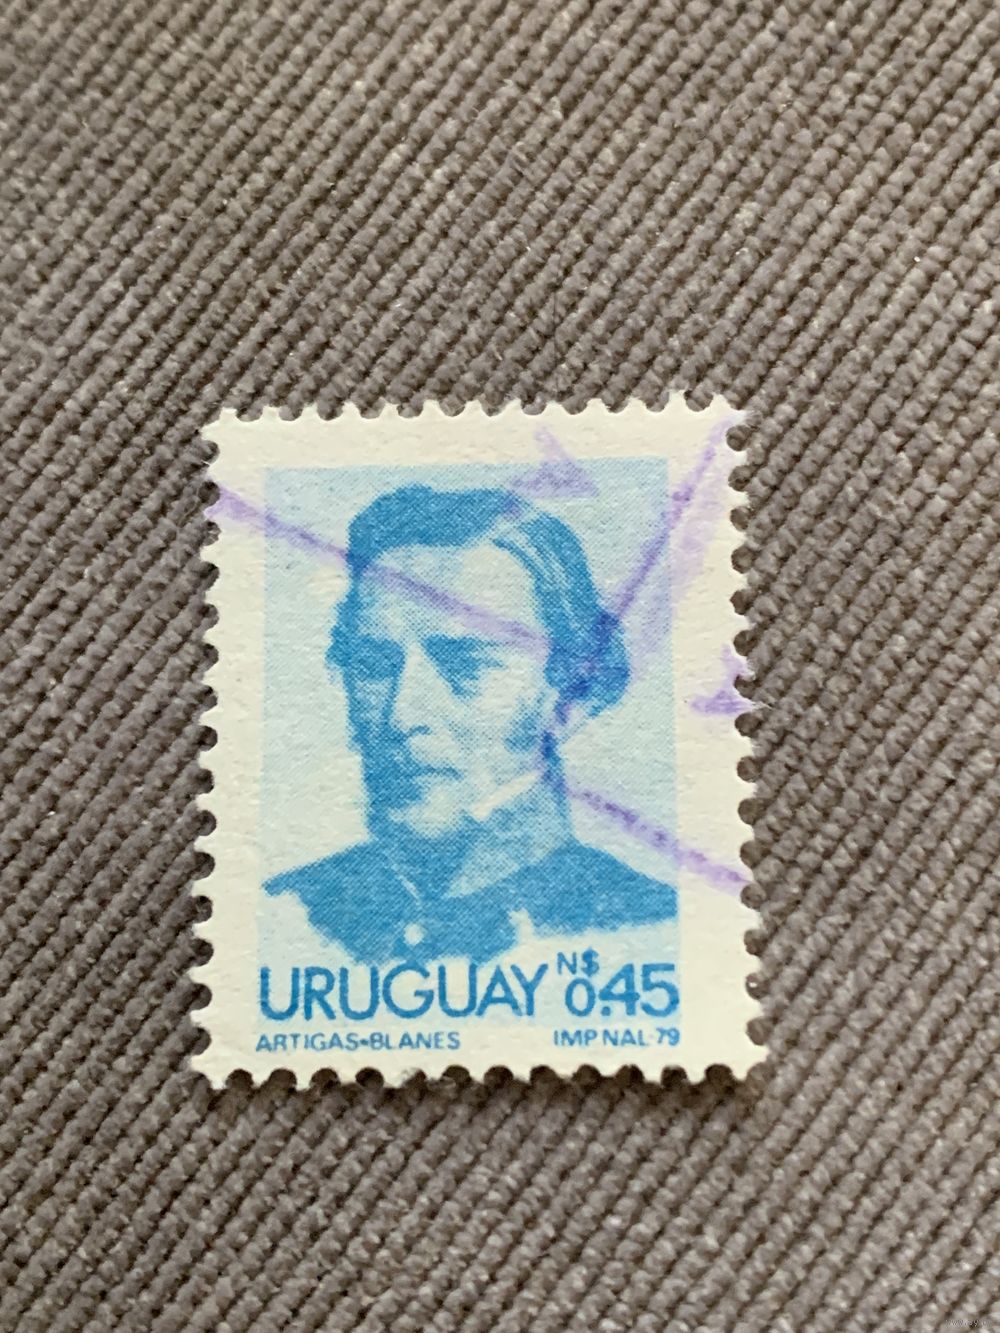 URUGUAY N$ 0.45
ARTIGAS-BLANES IMP NAL-79